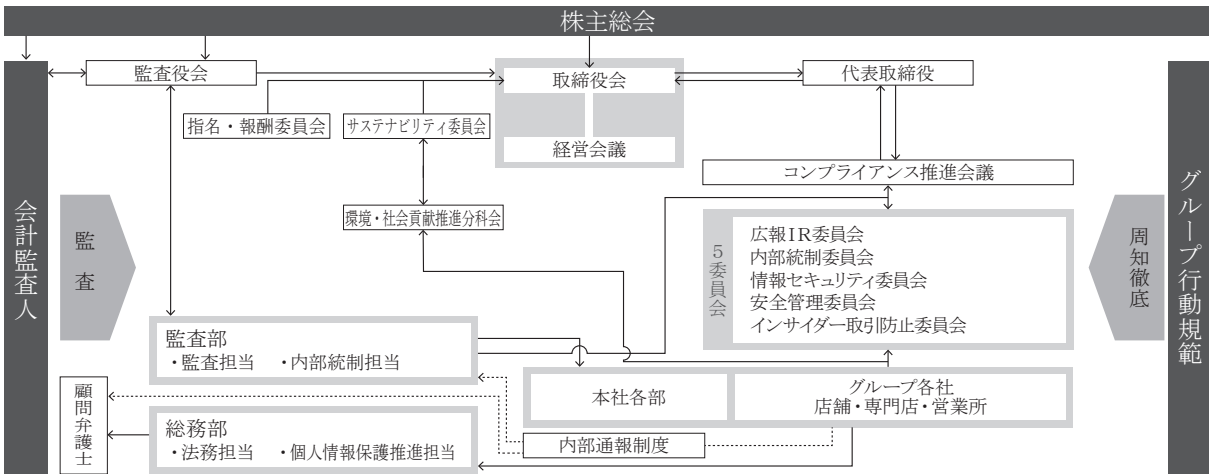 株主総会
監査役会
取締役会
代表取締役
指名・報酬委員会
サステナビリティ委員会
経営会議
コンプライアンス推進会議
会計監査人
監査
環境・社会貢献推進分科会
5委員会
広報IR委員会
内部統制委員会
情報セキュリティ委員会
安全管理委員会
インサイダー取引防止委員会
周知徹底
グループ行動規範
監査部
・監査担当 ・内部統制担当
本社各部
グループ各社
店舗・専門店・営業所
顧問弁護士
総務部
・法務担当 ・個人情報保護推進担当
内部通報制度